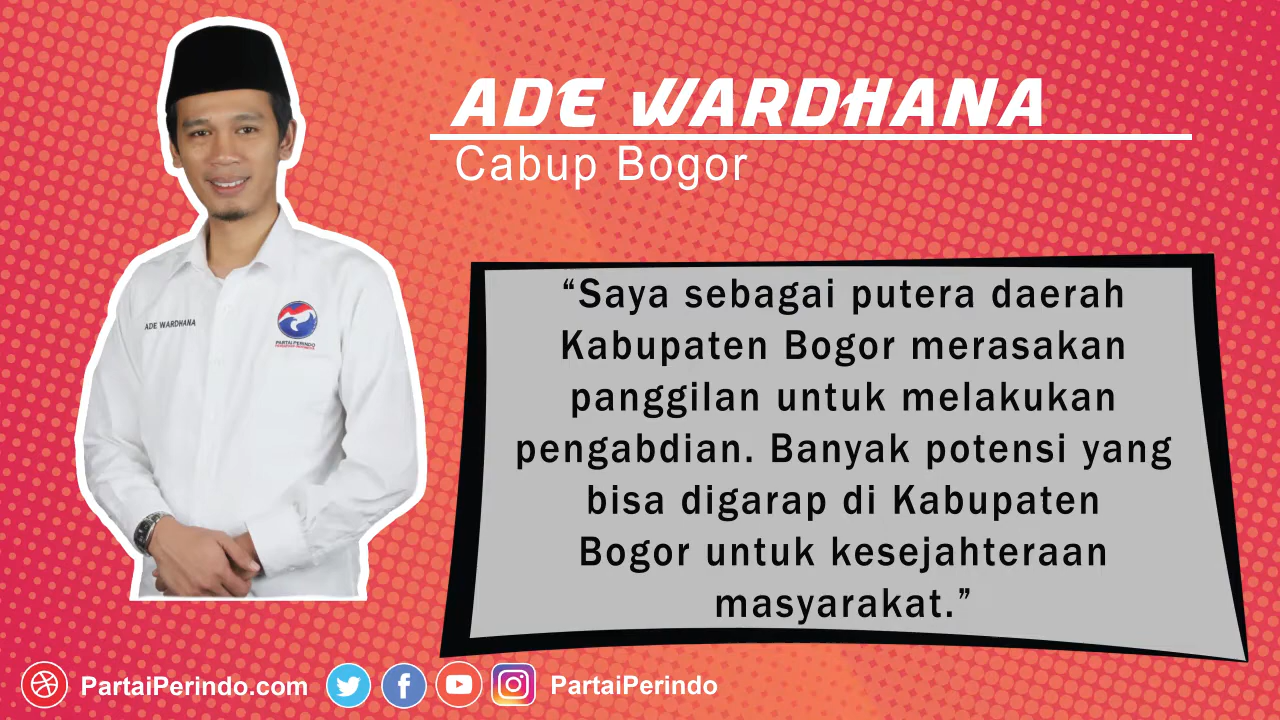 ADE WARDHANA
Cabup Bogor
“Saya sebagai putera daerah
Kabupaten Bogor merasakan
panggilan untuk melakukan
pengabdian. Banyak potensi yang
bisa digarap di Kabupaten
Bogor untuk kesejahteraan
masyarakat.”
ADE WARDHANA
PARTAI PERINDO
PartaiPerindo.com
PartaiPerindo